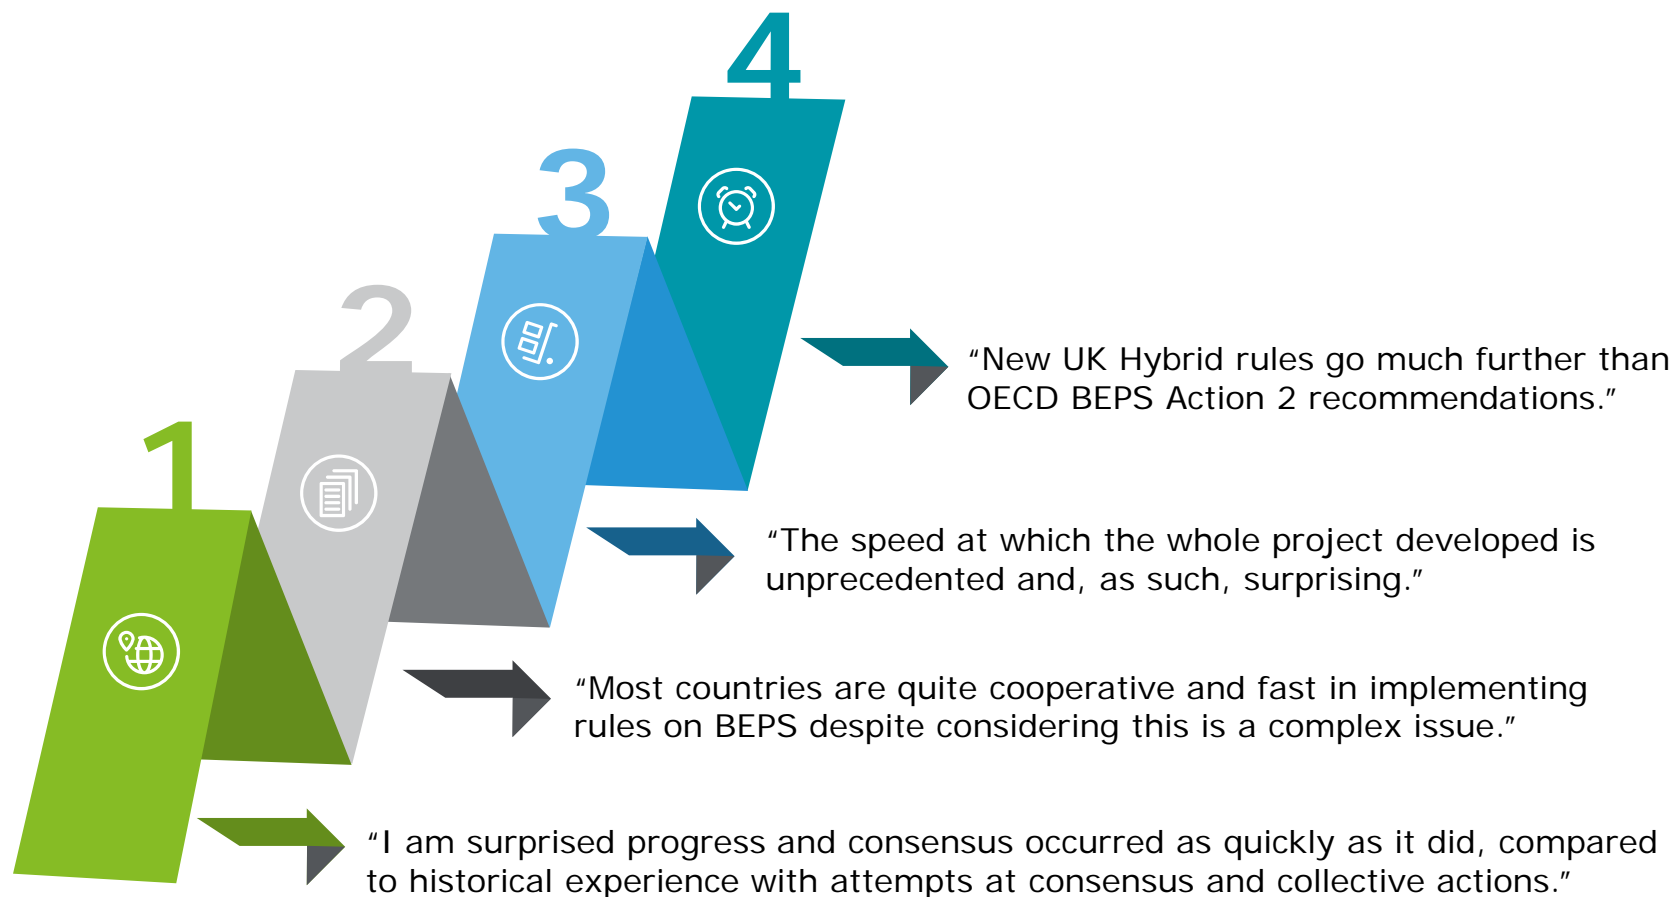 4
3
2
1
“New UK Hybrid rules go much further than
OECD BEPS Action 2 recommendations.”
“The speed at which the whole project developed is
unprecedented and, as such, surprising.”
“Most countries are quite cooperative and fast in implementing
rules on BEPS despite considering this is a complex issue.”
“I am surprised progress and consensus occurred as quickly as it did, compared
to historical experience with attempts at consensus and collective actions.”